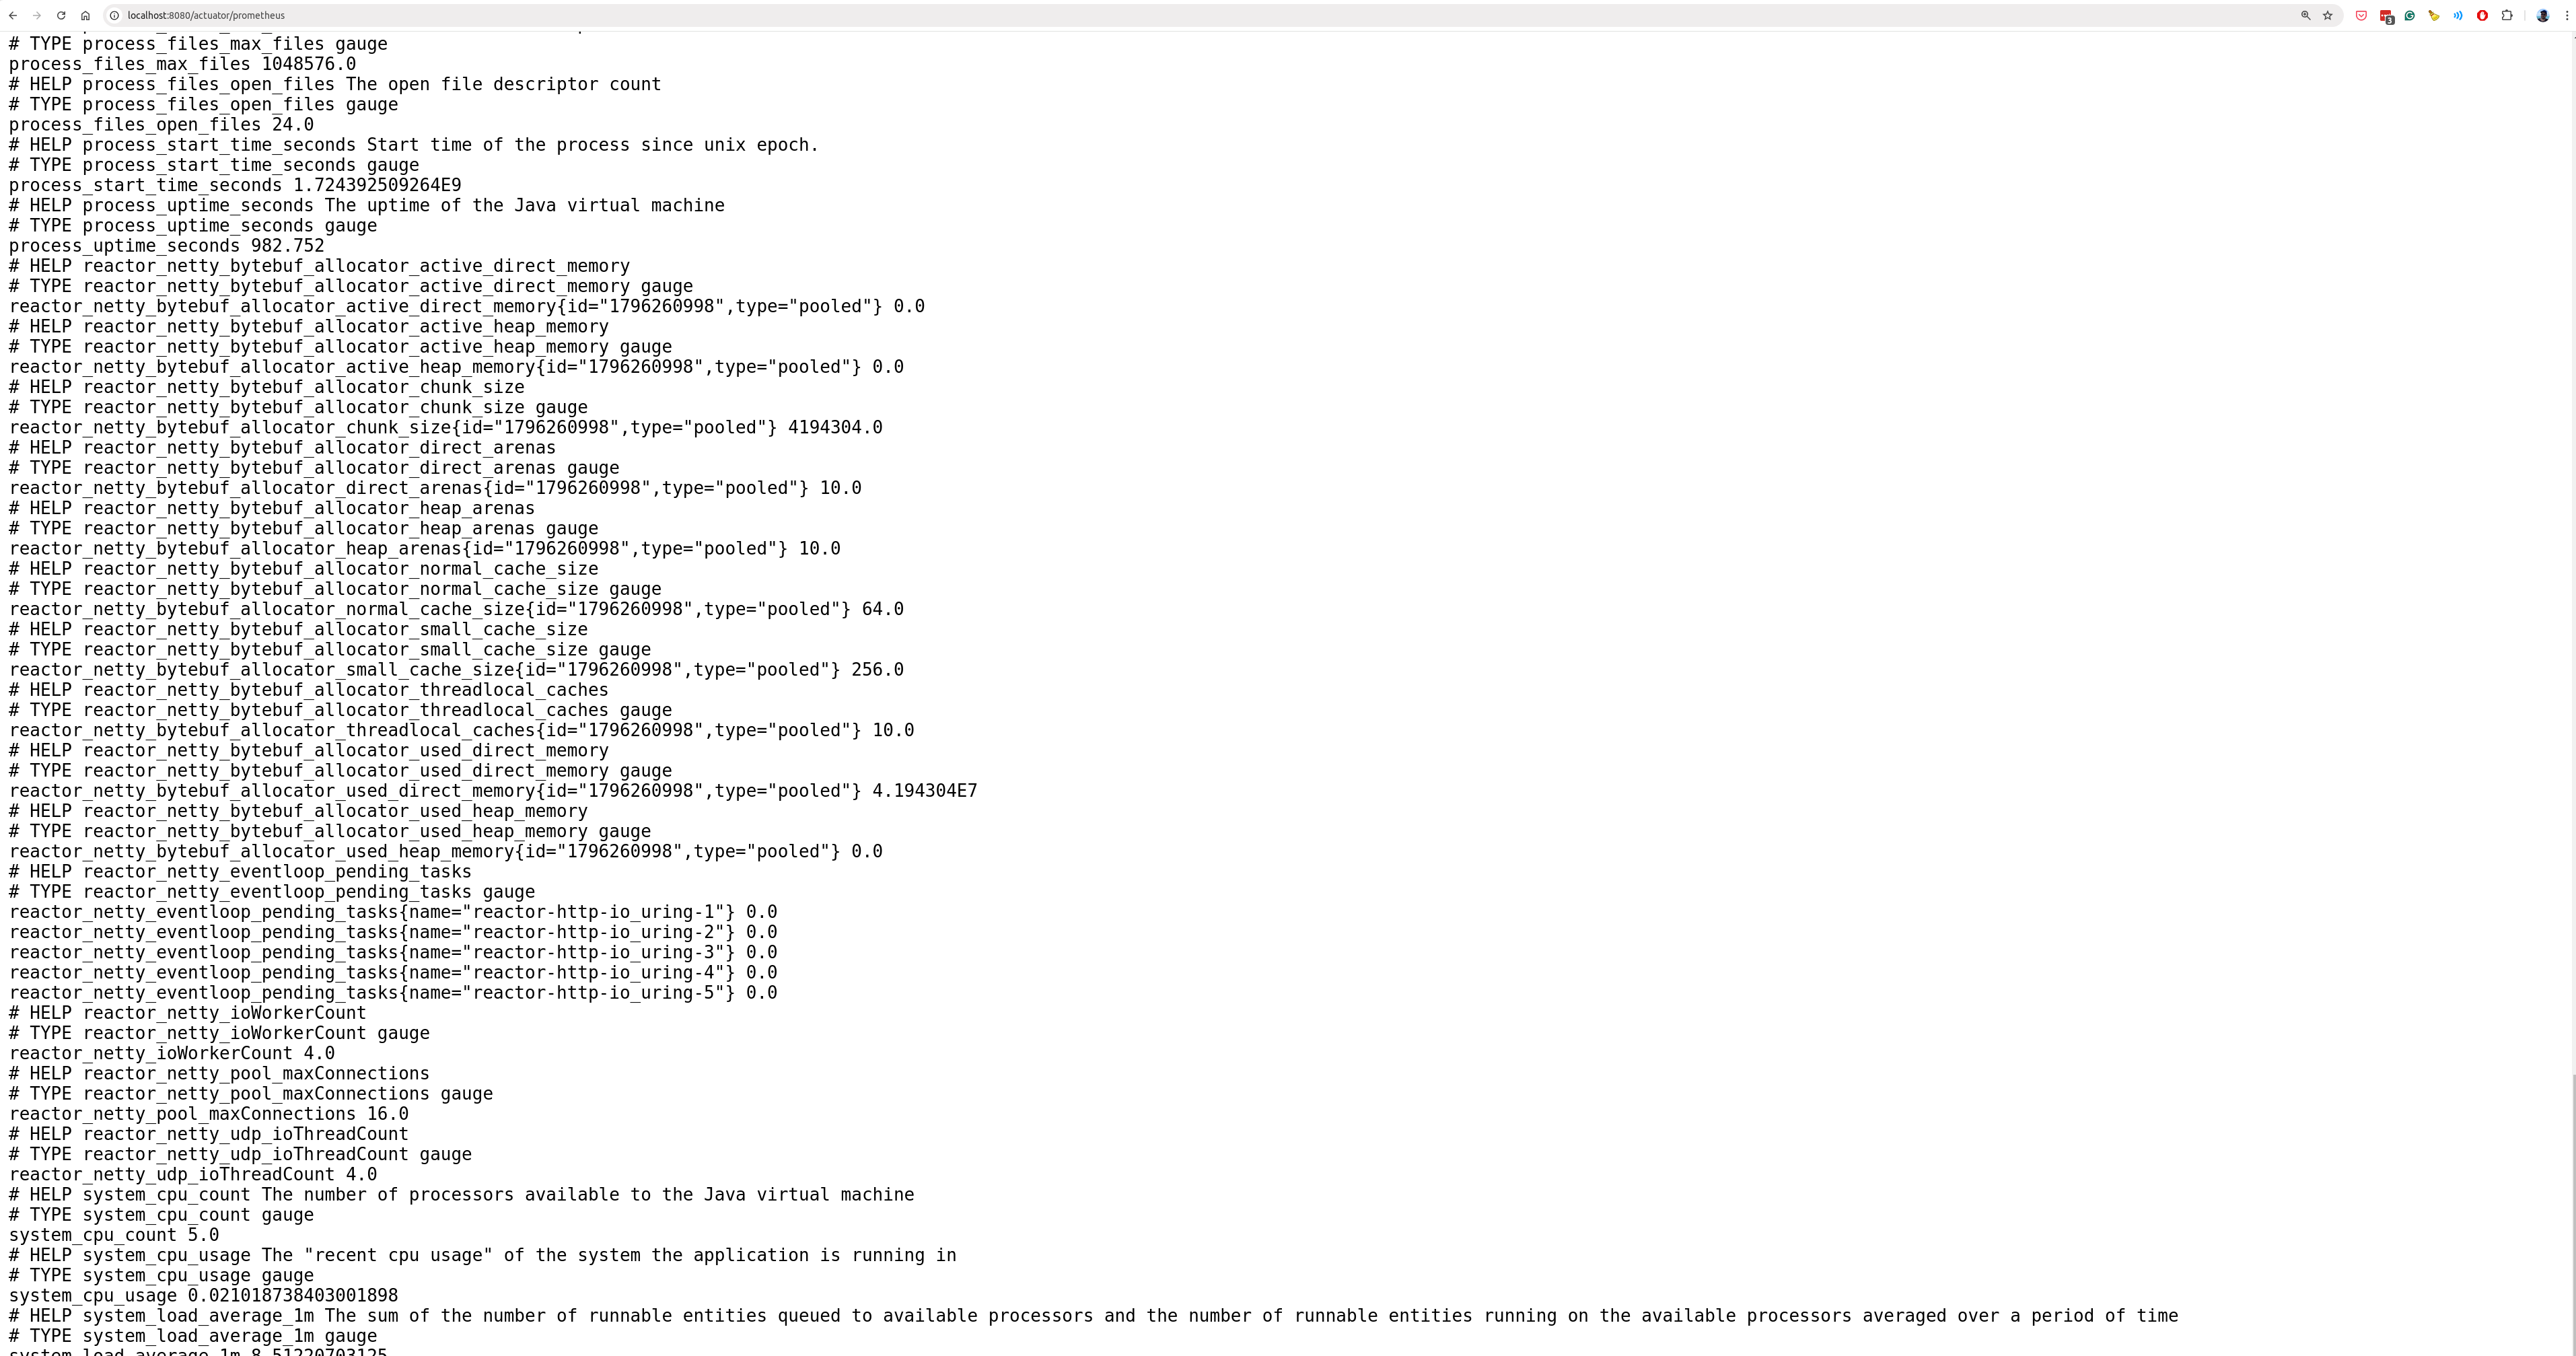 localhost:8080/actuator/prometheus
3
# TYPE process_files_max_files gauge
process_files_max_files 1048576.0
# HELP process_files_open_files The open file descriptor count
# TYPE process_files_open_files gauge
process_files_open_files 24.0
# HELP process_start_time_seconds Start time of the process since unix epoch.
# TYPE process_start_time_seconds gauge
process_start_time_seconds 1.724392509264E9
# HELP process_uptime_seconds The uptime of the Java virtual machine
# TYPE process_uptime_seconds gauge
process_uptime_seconds 982.752
# HELP reactor_netty_bytebuf_allocator_active_direct_memory
# TYPE reactor_netty_bytebuf_allocator_active_direct_memory gauge
reactor_netty_bytebuf_allocator_active_direct_memory{id="1796260998",type="pooled"} 0.0
# HELP reactor_netty_bytebuf_allocator_active_heap_memory
# TYPE reactor_netty_bytebuf_allocator_active_heap_memory gauge
reactor_netty_bytebuf_allocator_active_heap_memory{id="1796260998",type="pooled"} 0.0
# HELP reactor_netty_bytebuf_allocator_chunk_size
# TYPE reactor_netty_bytebuf_allocator_chunk_size gauge
reactor_netty_bytebuf_allocator_chunk_size{id="1796260998",type="pooled"} 4194304.0
# HELP reactor_netty_bytebuf_allocator_direct_arenas
# TYPE reactor_netty_bytebuf_allocator_direct_arenas gauge
reactor_netty_bytebuf_allocator_direct_arenas{id="1796260998",type="pooled"} 10.0
# HELP reactor_netty_bytebuf_allocator_heap_arenas
# TYPE reactor_netty_bytebuf_allocator_heap_arenas gauge
reactor_netty_bytebuf_allocator_heap_arenas{id="1796260998",type="pooled"} 10.0
# HELP reactor_netty_bytebuf_allocator_normal_cache_size
# TYPE reactor_netty_bytebuf_allocator_normal_cache_size gauge
reactor_netty_bytebuf_allocator_normal_cache_size{id="1796260998",type="pooled"} 64.0
# HELP reactor_netty_bytebuf_allocator_small_cache_size
# TYPE reactor_netty_bytebuf_allocator_small_cache_size gauge
reactor_netty_bytebuf_allocator_small_cache_size{id="1796260998",type="pooled"} 256.0
# HELP reactor_netty_bytebuf_allocator_threadlocal_caches
# TYPE reactor_netty_bytebuf_allocator_threadlocal_caches gauge
reactor_netty_bytebuf_allocator_threadlocal_caches{id="1796260998",type="pooled"} 10.0
# HELP reactor_netty_bytebuf_allocator_used_direct_memory
# TYPE reactor_netty_bytebuf_allocator_used_direct_memory gauge
reactor_netty_bytebuf_allocator_used_direct_memory{id="1796260998",type="pooled"} 4.194304E7
# HELP reactor_netty_bytebuf_allocator_used_heap_memory
# TYPE reactor_netty_bytebuf_allocator_used_heap_memory gauge
reactor_netty_bytebuf_allocator_used_heap_memory{id="1796260998",type="pooled"} 0.0
# HELP reactor_netty_eventloop_pending_tasks
# TYPE reactor_netty_eventloop_pending_tasks gauge
reactor_netty_eventloop_pending_tasks{name="reactor-http-io_uring-1"} 0.0
reactor_netty_eventloop_pending_tasks{name="reactor-http-io_uring-2"} 0.0
reactor_netty_eventloop_pending_tasks{name="reactor-http-io_uring-3"} 0.0
reactor_netty_eventloop_pending_tasks{name="reactor-http-io_uring-4"} 0.0
reactor_netty_eventloop_pending_tasks{name="reactor-http-io_uring-5"} 0.0
# HELP reactor_netty_ioWorkerCount
# TYPE reactor_netty_ioWorkerCount gauge
reactor_netty_ioWorkerCount 4.0
# HELP reactor_netty_pool_maxConnections
# TYPE reactor_netty_pool_maxConnections gauge
reactor_netty_pool_maxConnections 16.0
# HELP reactor_netty_udp_ioThreadCount
# TYPE reactor_netty_udp_ioThreadCount gauge
reactor_netty_udp_ioThreadCount 4.0
# HELP system_cpu_count The number of processors available to the Java virtual machine
# TYPE system_cpu_count gauge
system_cpu_count 5.0
# HELP system_cpu_usage The "recent cpu usage" of the system the application is running in
# TYPE system_cpu_usage gauge
system_cpu_usage 0.021018738403001898
# HELP system_load_average_1m The sum of the number of runnable entities queued to available processors and the number of runnable entities running on the available processors averaged over a period of time
# TYPE system_load_average_1m gauge
system_load_average_1m 8.51220703125